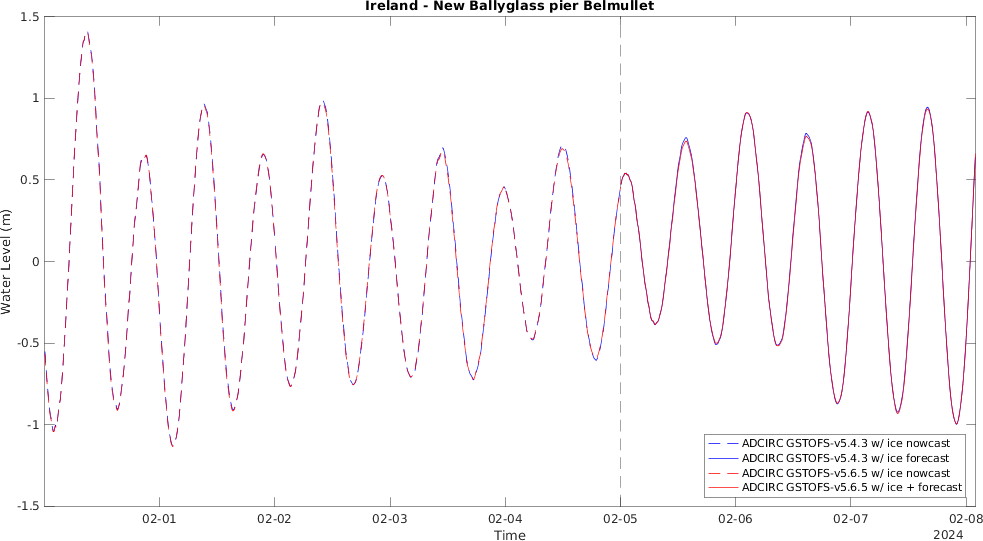 Ireland - New Ballyglass pier Belmullet
1.5
1
0.5
0
-0.5
-1
-1.5
Water Level (m)
ADCIRC GSTOFS-v5.4.3 w/ ice nowcast
ADCIRC GSTOFS-v5.4.3 w/ ice forecast
ADCIRC GSTOFS-v5.6.5 w/ ice nowcast
ADCIRC GSTOFS-v5.6.5 w/ ice + forecast
02-01 02-02 02-03 02-04 02-05 02-06 02-07 02-08
Time
2024